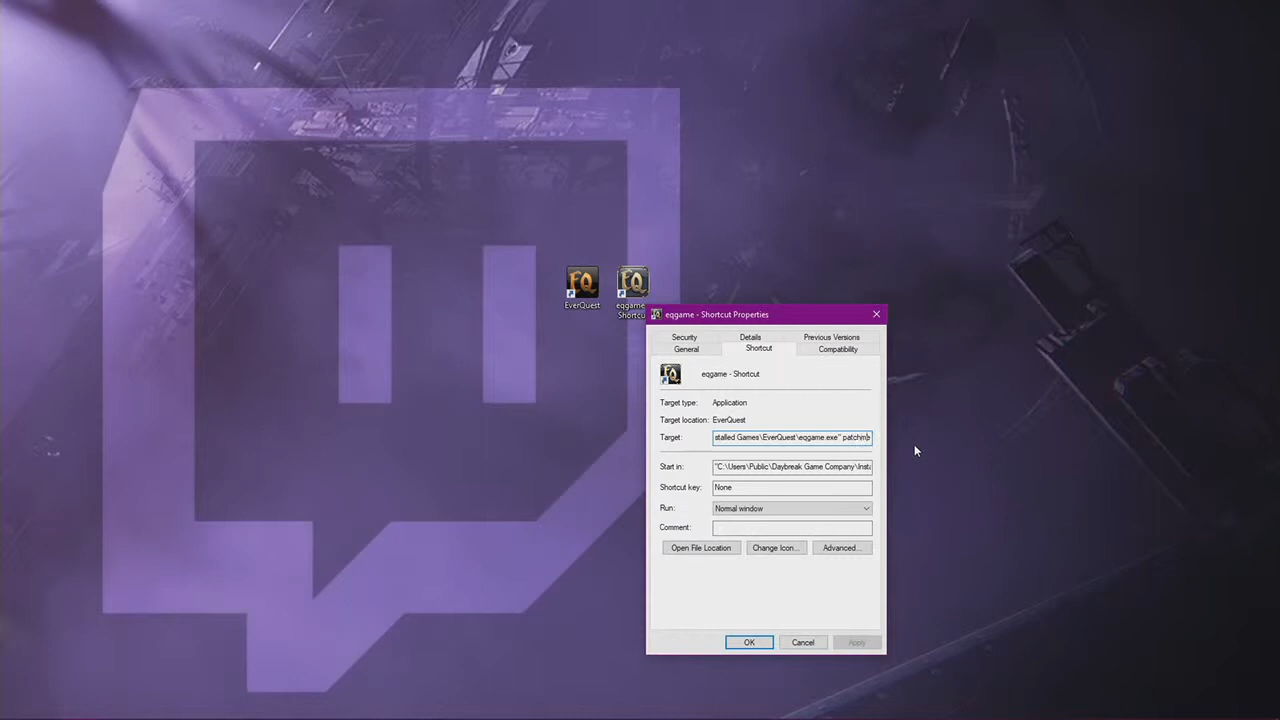 EverQuest
eqgame -
Shortcu
eqgame - Shortcut Properties
Security Details Previous Versions
General Shortcut Compatibility
eqgame - Shortcut
Target type: Application
Target location: EverQuest
Target: stalled Games\EverQuest\eqgame.exe" patchme
Start in: "C:\Users\Public\Daybreak Game Company\Insta
Shortcut key: None
Run: Normal window
Comment:
Open File Location Change Icon... Advanced...
OK Cancel Apply